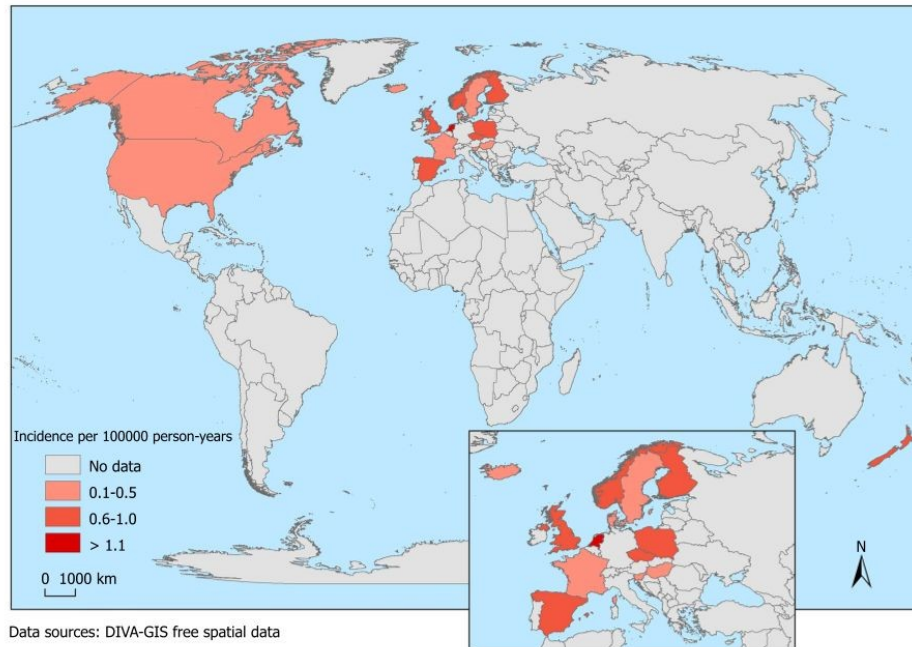 Incidence per 100000 person-years
No data
0.1-0.5
0.6-1.0
> 1.1
0 1000 km
N
Data sources: DIVA-GIS free spatial data